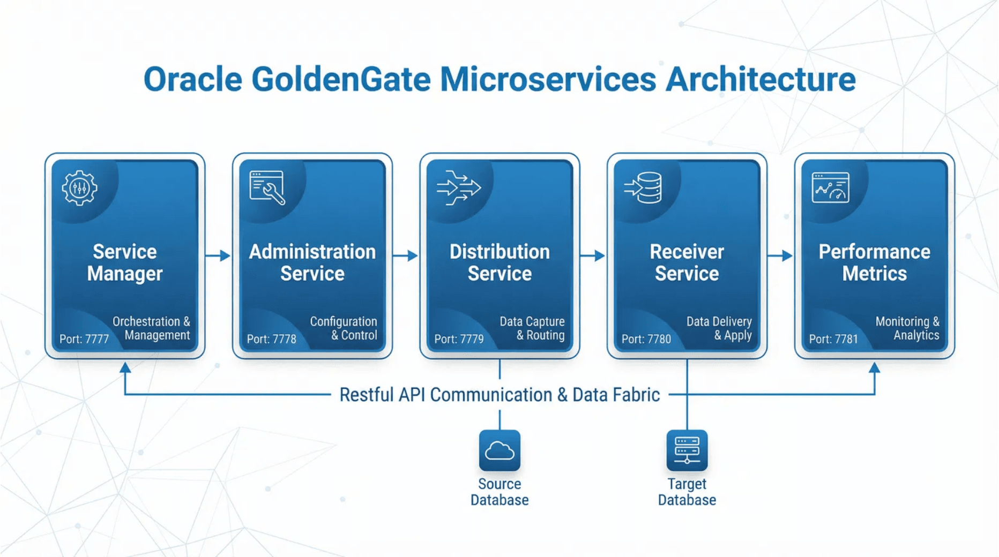 Oracle GoldenGate Microservices Architecture
Service
Manager
Orchestration &
Management
Port: 7777
Administration
Service
Configuration
& Control
Port: 7778
Distribution
Service
Data Capture
& Routing
Port: 7779
Receiver
Service
Data Delivery
& Apply
Port: 7780
Performance
Metrics
Monitoring &
Analytics
Port: 7781
Restful API Communication & Data Fabric
Source
Database
Target
Database